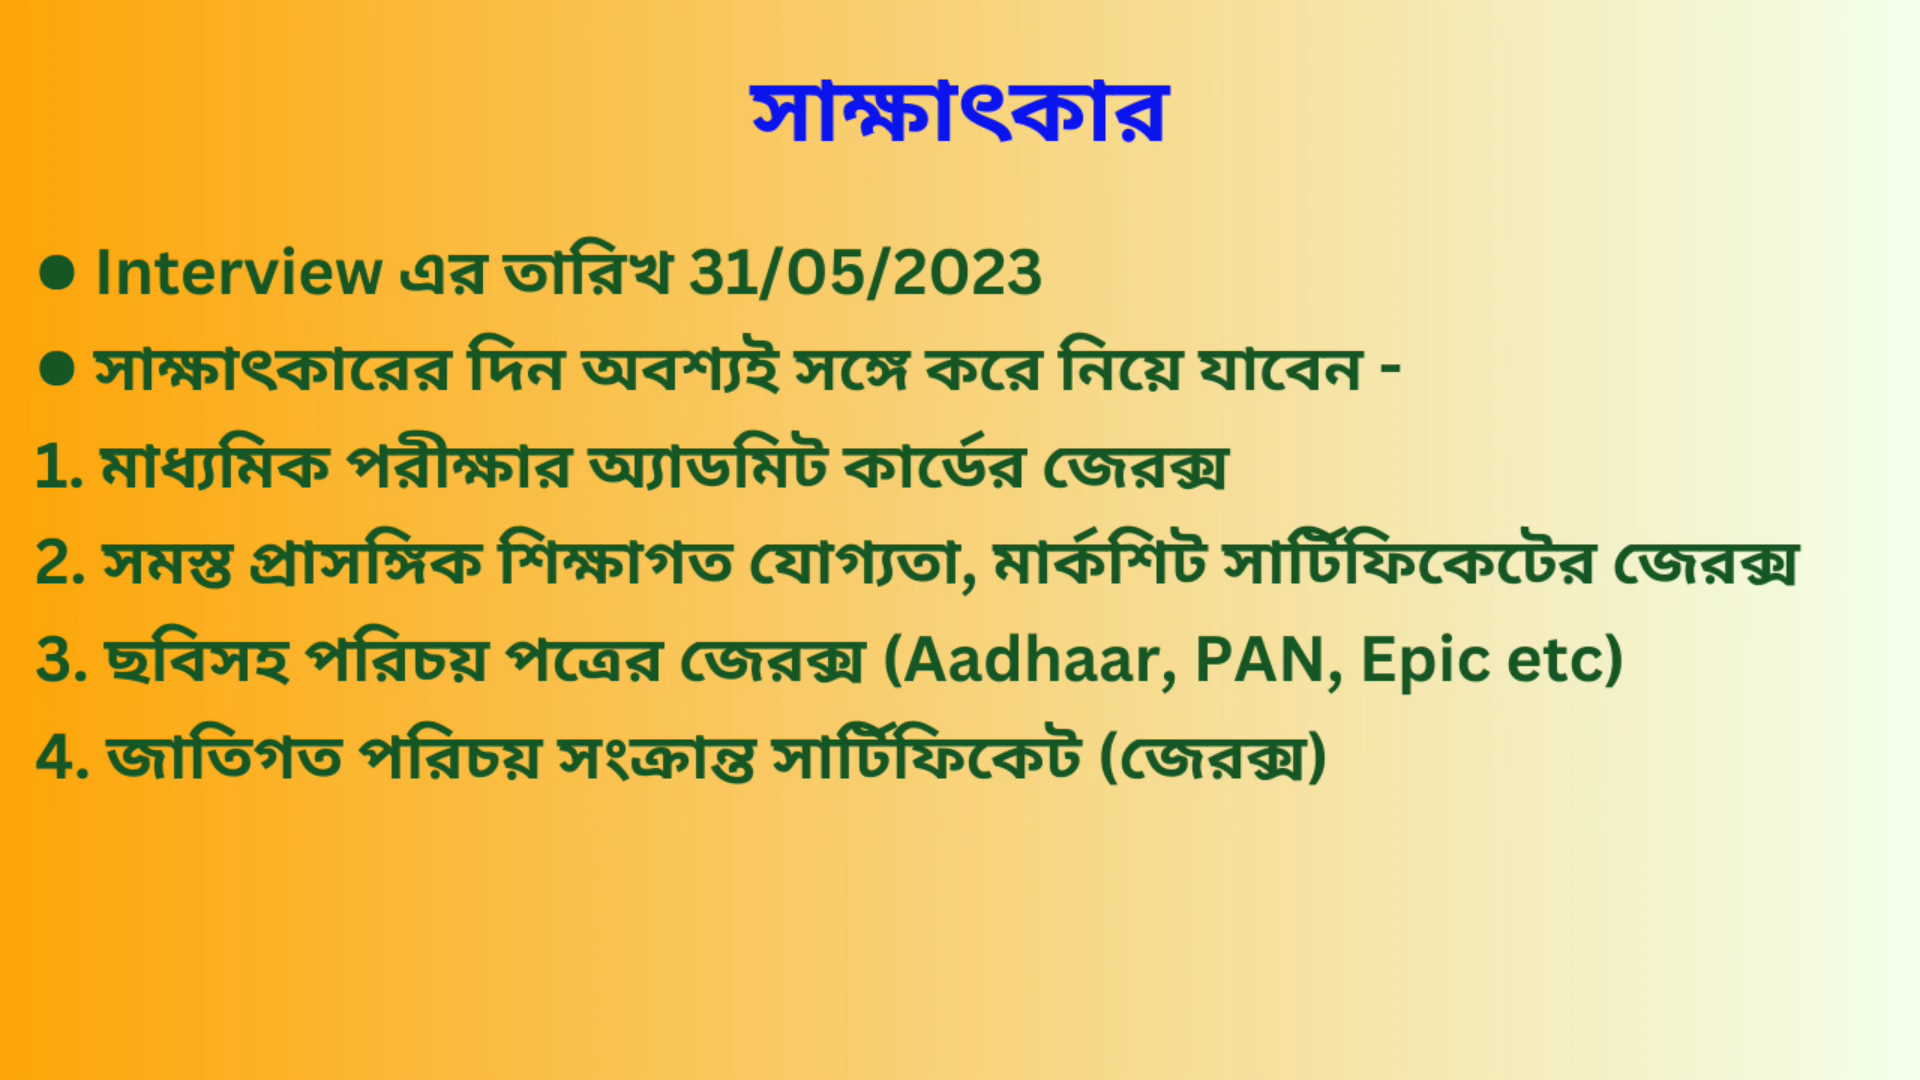 সাক্ষাৎকার
● Interview এর তারিখ 31/05/2023
● সাক্ষাৎকারের দিন অবশ্যই সঙ্গে করে নিয়ে যাবেন -
1. মাধ্যমিক পরীক্ষার অ্যাডমিট কার্ডের জেরক্স
2. সমস্ত প্রাসঙ্গিক শিক্ষাগত যোগ্যতা, মার্কশিট সার্টিফিকেটের জেরক্স
3. ছবিসহ পরিচয় পত্রের জেরক্স (Aadhaar, PAN, Epic etc)
4. জাতিগত পরিচয় সংক্রান্ত সার্টিফিকেট (জেরক্স)